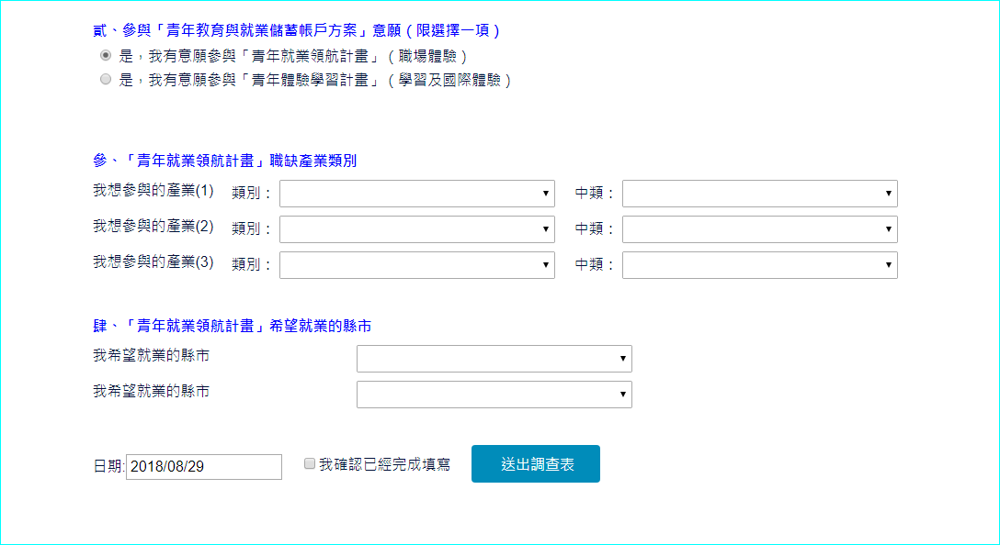 貳、參與「青年教育與就業儲蓄帳戶方案」意願（限選擇一項）
是，我有意願參與「青年就業領航計畫」（職場體驗）
是，我有意願參與「青年體驗學習計畫」（學習及國際體驗）
參、「青年就業領航計畫」職缺產業類別
我想參與的產業(1) 類別： 中類：
我想參與的產業(2) 類別： 中類：
我想參與的產業(3) 類別： 中類：
肆、「青年就業領航計畫」希望就業的縣市
我希望就業的縣市
我希望就業的縣市
日期: 2018/08/29 我確認已經完成填寫 送出調查表